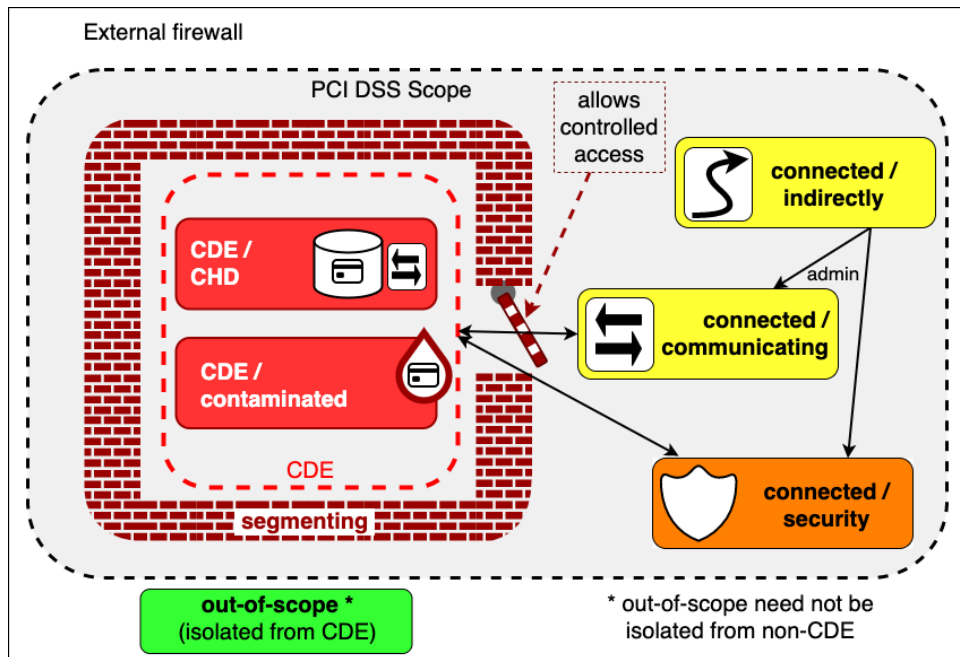 External firewall
PCI DSS Scope
allows
controlled
access
connected /
indirectly
CDE /
CHD
admin
connected /
communicating
CDE /
contaminated
CDE
connected /
security
segmenting
out-of-scope *
(isolated from CDE)
* out-of-scope need not be
isolated from non-CDE